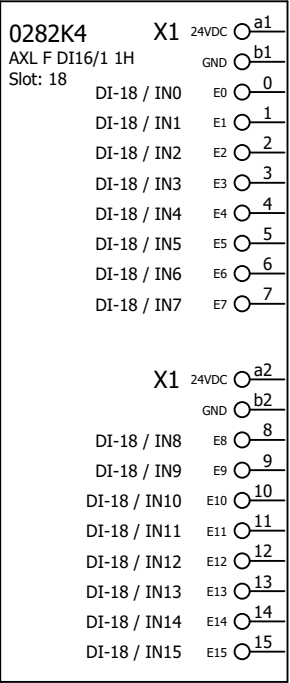 0282K4 X1 24VDC a1
AXL F DI16/1 1H GND b1
Slot: 18
DI-18 / IN0 E0 0
DI-18 / IN1 E1 1
DI-18 / IN2 E2 2
DI-18 / IN3 E3 3
DI-18 / IN4 E4 4
DI-18 / IN5 E5 5
DI-18 / IN6 E6 6
DI-18 / IN7 E7 7
X1 24VDC a2
GND b2
DI-18 / IN8 E8 8
DI-18 / IN9 E9 9
DI-18 / IN10 E10 10
DI-18 / IN11 E11 11
DI-18 / IN12 E12 12
DI-18 / IN13 E13 13
DI-18 / IN14 E14 14
DI-18 / IN15 E15 15